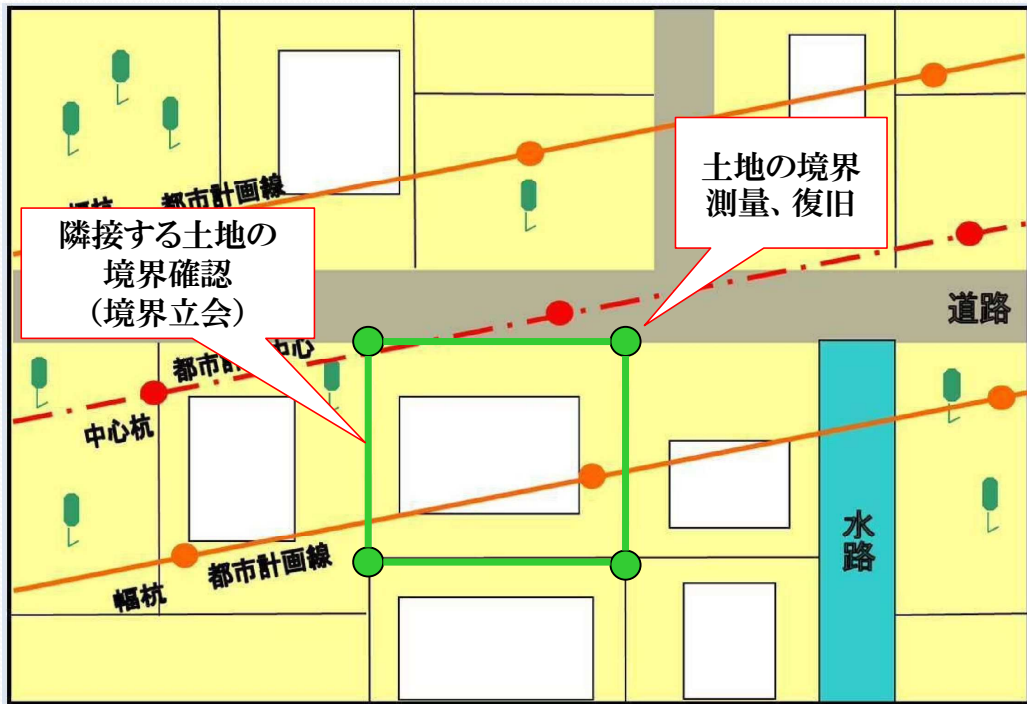 都市計画線
隣接する土地の
境界確認
（境界立会）
土地の境界
測量、復旧
道路
中心
中心杭
都市計画線
幅杭
水路